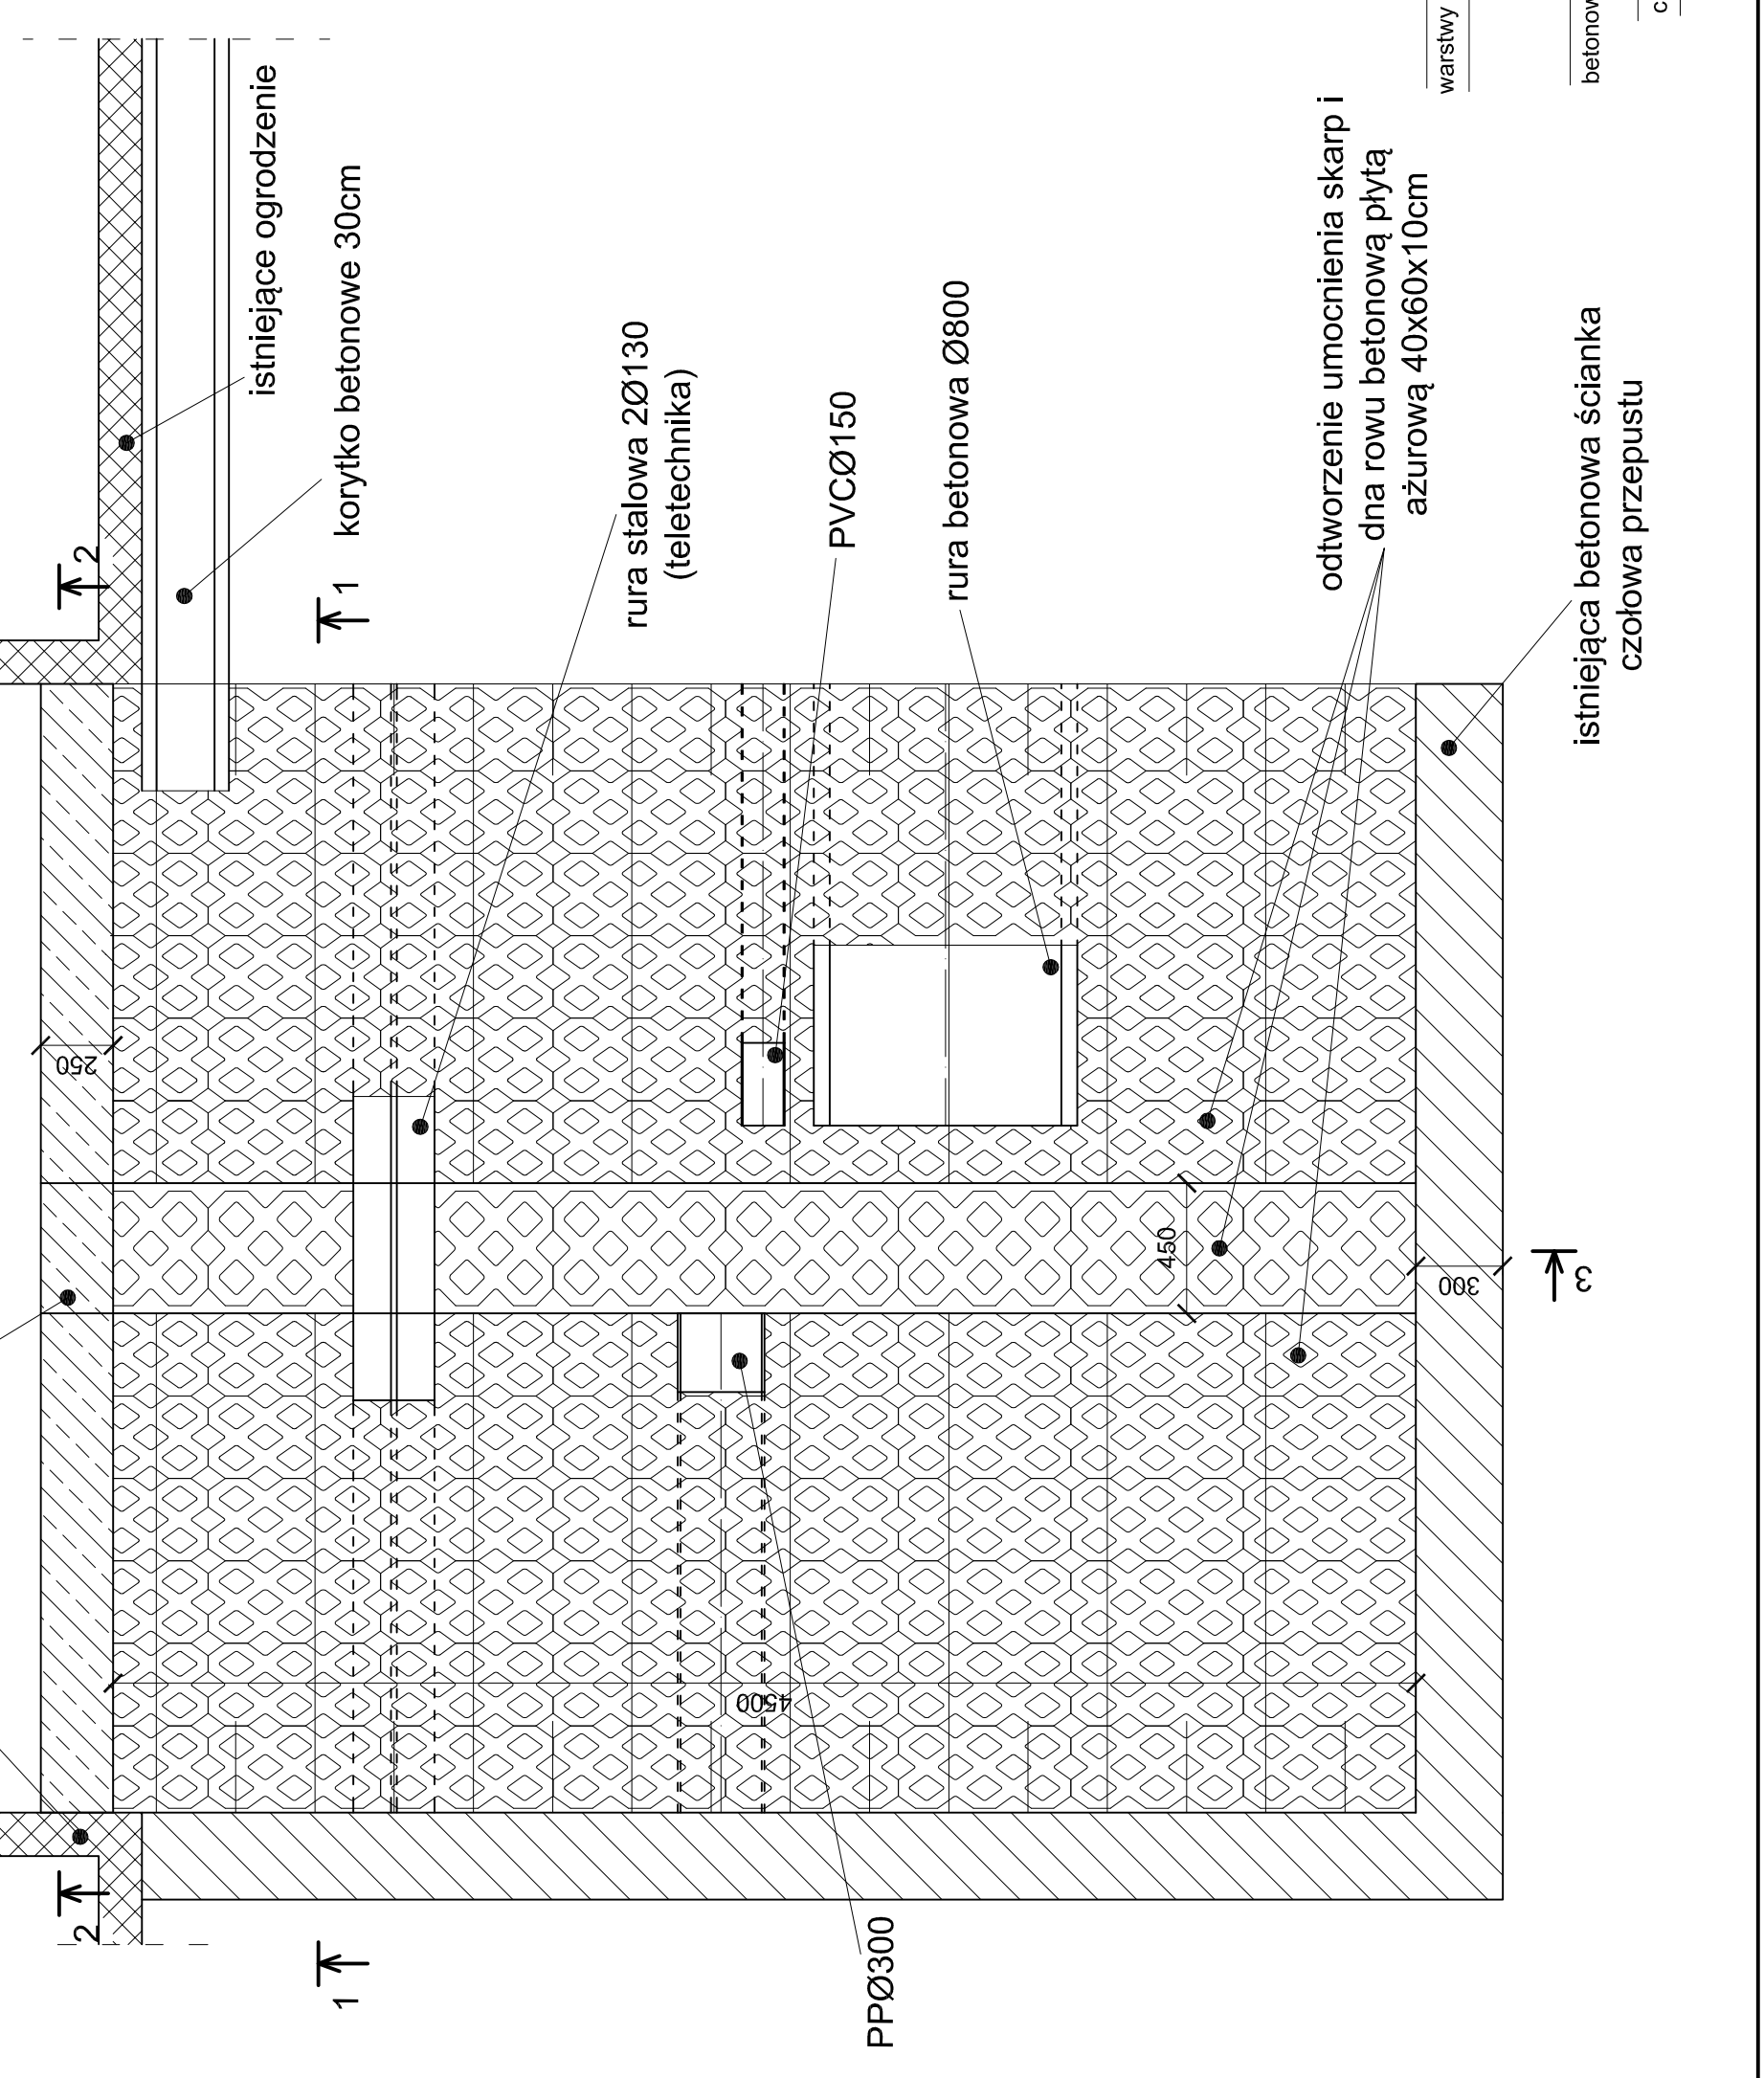 istniejące ogrodzenie
korytko betonowe 30cm
rura stalowa 2Ø130
(teletechnika)
PVCØ150
rura betonowa Ø800
odtworzenie umocnienia skarp i
dna rowu betonową płytą
ażurową 40x60x10cm
istniejąca betonowa ścianka
czołowa przepustu
PPØ300
warstwy
betonow
c
2
1
2
1
3
250
450
300
4500